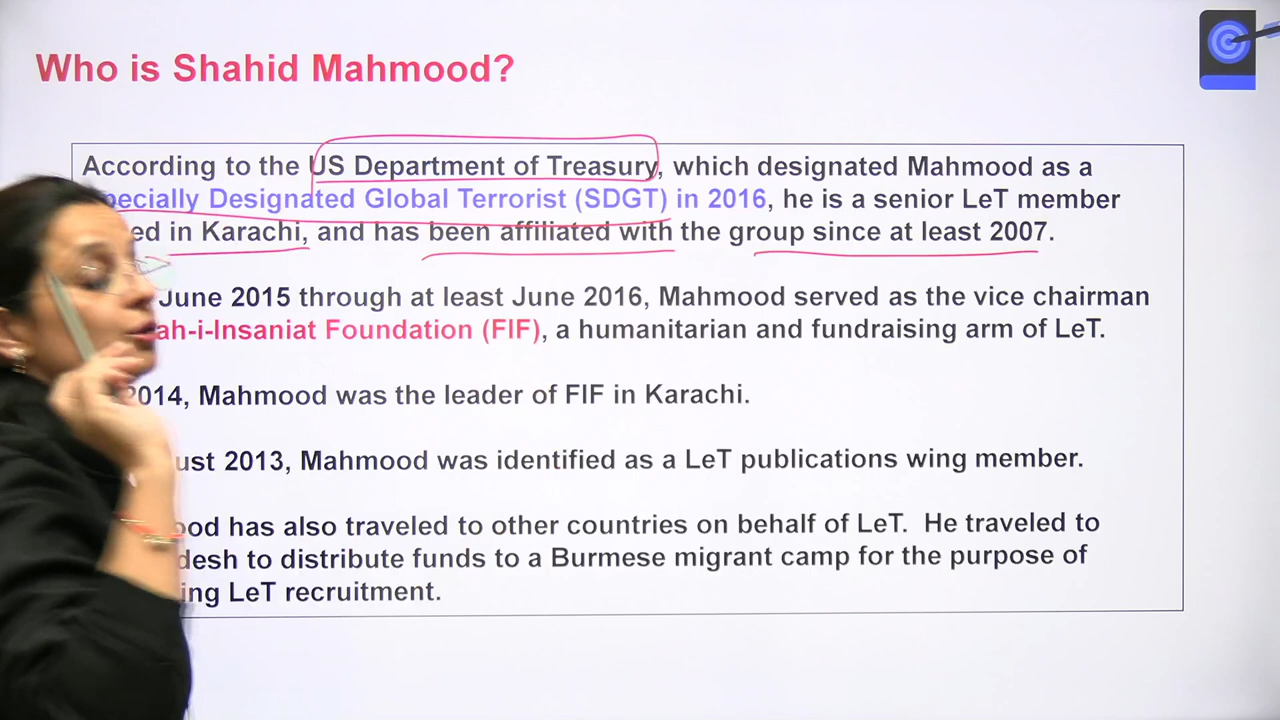 Who is Shahid Mahmood?
According to the US Department of Treasury, which designated Mahmood as a
pecially Designated Global Terrorist (SDGT) in 2016, he is a senior LeT member
ed in Karachi, and has been affiliated with the group since at least 2007.
June 2015 through at least June 2016, Mahmood served as the vice chairman
ah-i-Insaniat Foundation (FIF), a humanitarian and fundraising arm of LeT.
2014, Mahmood was the leader of FIF in Karachi.
ust 2013, Mahmood was identified as a LeT publications wing member.
ood has also traveled to other countries on behalf of LeT. He traveled to
desh to distribute funds to a Burmese migrant camp for the purpose of
ing LeT recruitment.